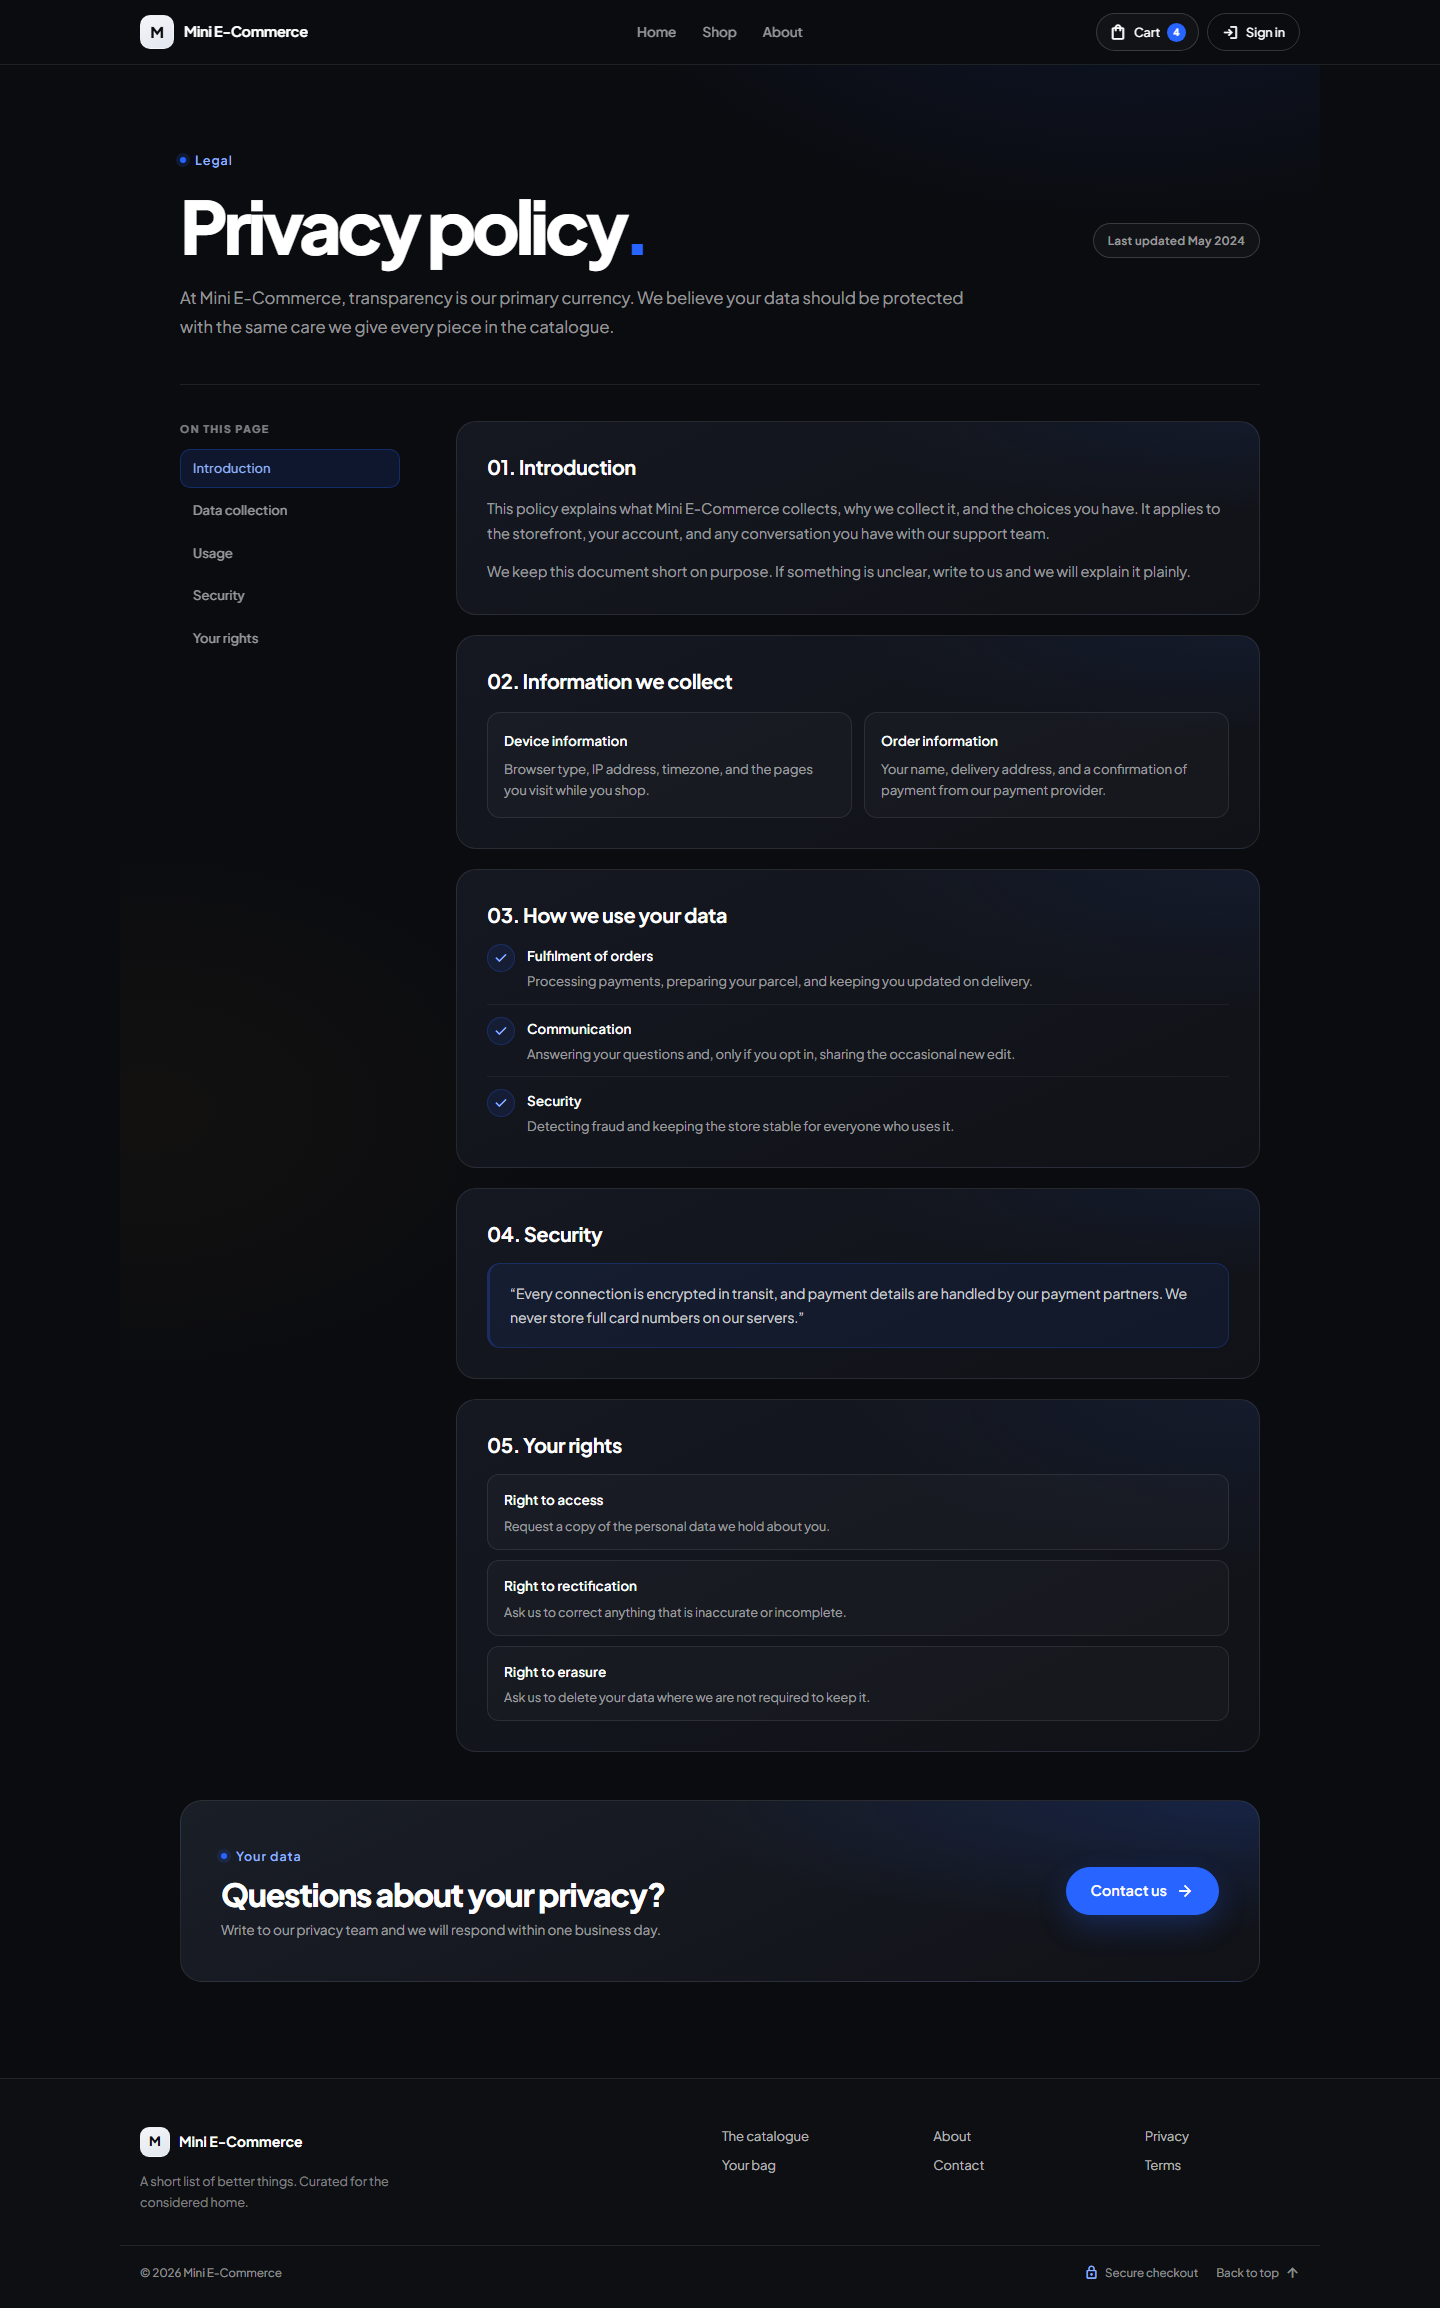 M Mini E-Commerce
Home Shop About
Cart 4 Sign in
Legal
Privacy policy.
Last updated May 2024
At Mini E-Commerce, transparency is our primary currency. We believe your data should be protected
with the same care we give every piece in the catalogue.
ON THIS PAGE
Introduction
Data collection
Usage
Security
Your rights
01. Introduction
This policy explains what Mini E-Commerce collects, why we collect it, and the choices you have. It applies to
the storefront, your account, and any conversation you have with our support team.
We keep this document short on purpose. If something is unclear, write to us and we will explain it plainly.
02. Information we collect
Device information
Browser type, IP address, timezone, and the pages
you visit while you shop.
Order information
Your name, delivery address, and a confirmation of
payment from our payment provider.
03. How we use your data
Fulfilment of orders
Processing payments, preparing your parcel, and keeping you updated on delivery.
Communication
Answering your questions and, only if you opt in, sharing the occasional new edit.
Security
Detecting fraud and keeping the store stable for everyone who uses it.
04. Security
“Every connection is encrypted in transit, and payment details are handled by our payment partners. We
never store full card numbers on our servers.”
05. Your rights
Right to access
Request a copy of the personal data we hold about you.
Right to rectification
Ask us to correct anything that is inaccurate or incomplete.
Right to erasure
Ask us to delete your data where we are not required to keep it.
Your data
Questions about your privacy?
Write to our privacy team and we will respond within one business day.
Contact us
M Mini E-Commerce
A short list of better things. Curated for the
considered home.
The catalogue
Your bag
About
Contact
Privacy
Terms
© 2026 Mini E-Commerce
Secure checkout
Back to top